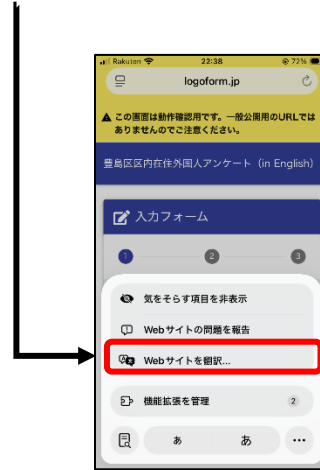 Rakuten 22:38 72%
logoform.jp
この画面は動作確認用です。一般公開用のURLでは
ありませんのでご注意ください。
豊島区区内在住外国人アンケート（in English）
入力フォーム
1 2 3
気をそらす項目を非表示
Webサイトの問題を報告
Webサイトを翻訳...
機能拡張を管理 2
あ あ ...